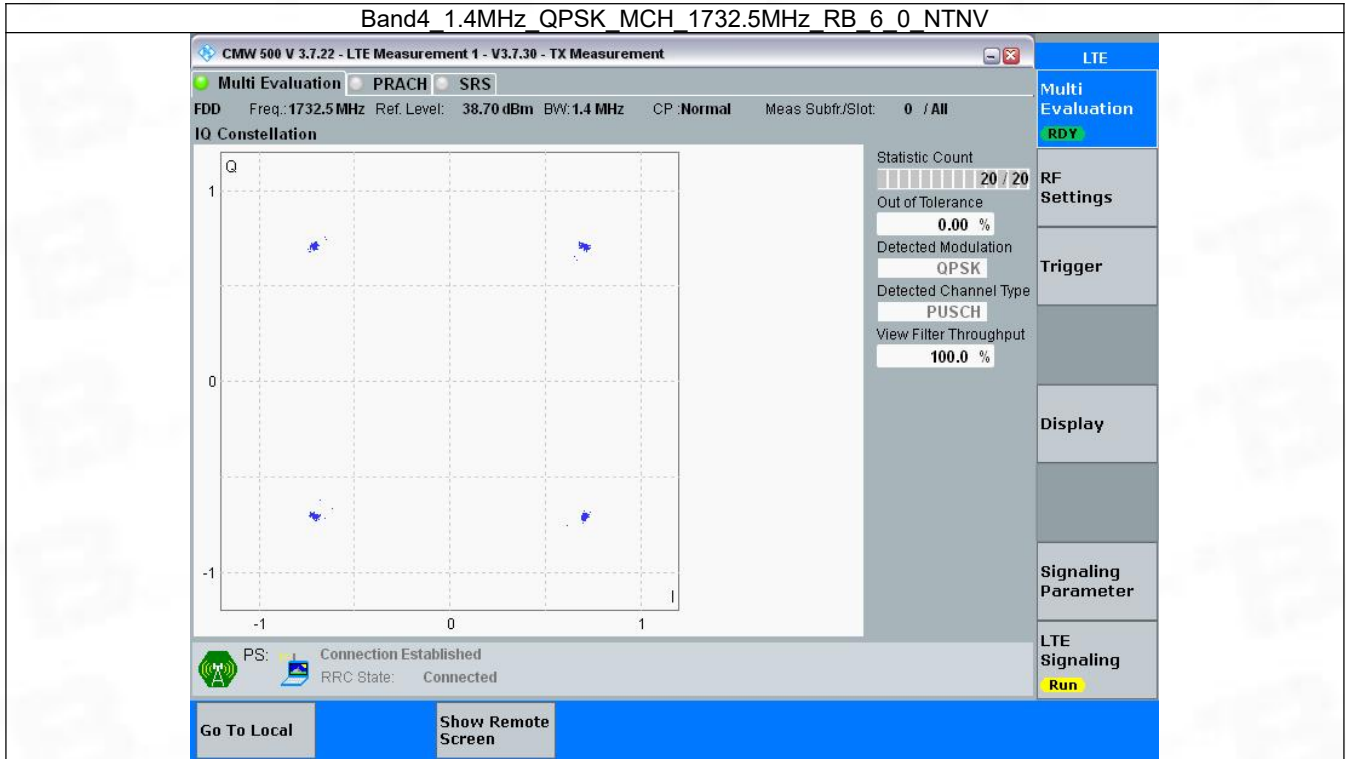 Band4_1.4MHz_QPSK_MCH_1732.5MHz_RB_6_0_NTNV
CMW 500 V 3.7.22 - LTE Measurement 1 - V3.7.30 - TX Measurement
LTE
Multi Evaluation PRACH SRS
Multi
Evaluation
RDY
FDD Freq.: 1732.5 MHz Ref. Level: 38.70 dBm BW: 1.4 MHz CP :Normal Meas Subfr./Slot: 0 / All
IQ Constellation
Q
1
0
-1
I
-1 0 1
Statistic Count
20 / 20
Out of Tolerance
0.00 %
Detected Modulation
QPSK
Detected Channel Type
PUSCH
View Filter Throughput
100.0 %
RF
Settings
Trigger
Display
Signaling
Parameter
LTE
Signaling
Run
PS: Connection Established
RRC State: Connected
Go To Local
Show Remote
Screen